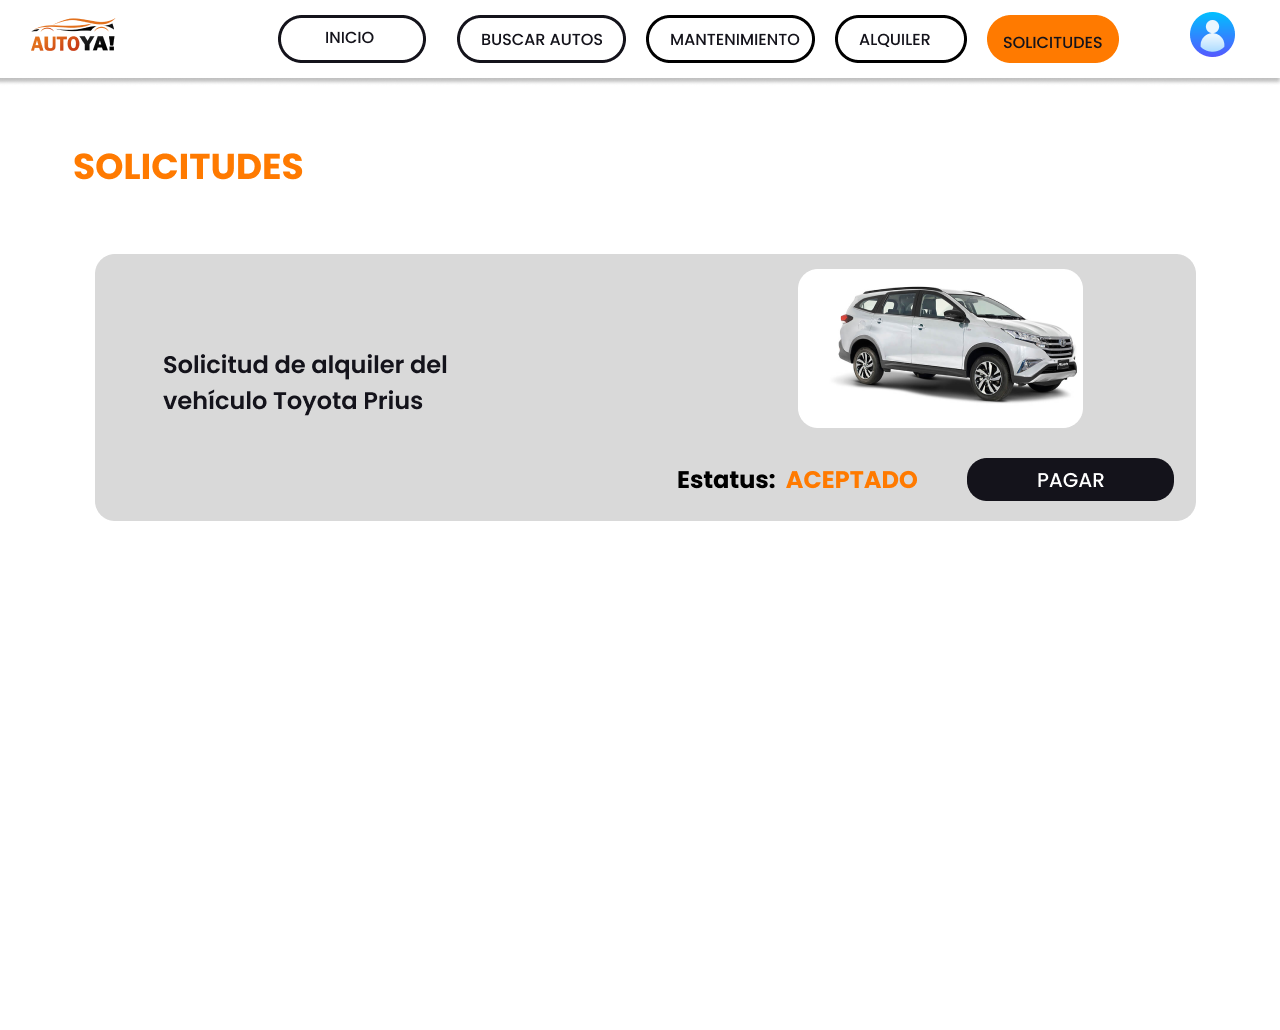 AUTOYA!
INICIO
BUSCAR AUTOS
MANTENIMIENTO
ALQUILER
SOLICITUDES
SOLICITUDES
Solicitud de alquiler del
vehículo Toyota Prius
Estatus: ACEPTADO
PAGAR